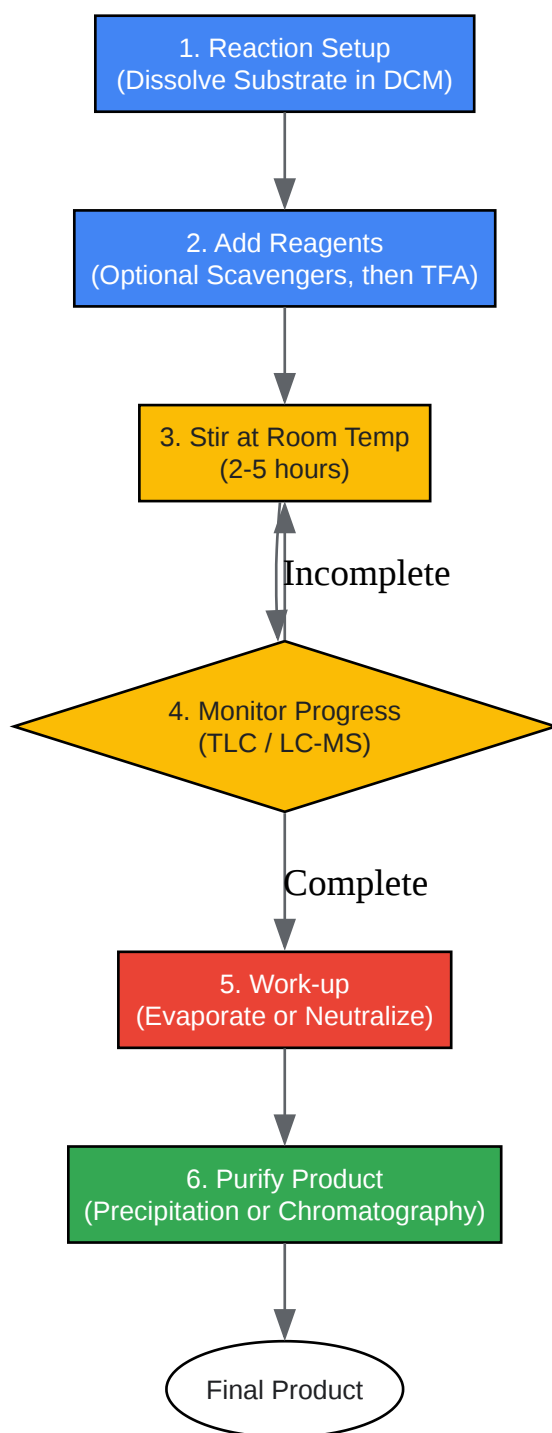 1. Reaction Setup
(Dissolve Substrate in DCM)
2. Add Reagents
(Optional Scavengers, then TFA)
3. Stir at Room Temp
(2-5 hours)
Incomplete
4. Monitor Progress
(TLC / LC-MS)
Complete
5. Work-up
(Evaporate or Neutralize)
6. Purify Product
(Precipitation or Chromatography)
Final Product